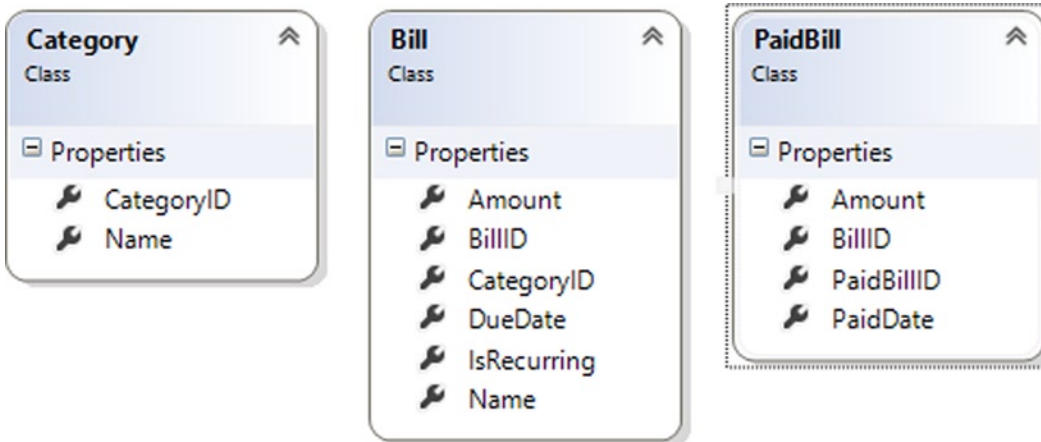 Category
Class
Properties
CategoryID
Name
Bill
Class
Properties
Amount
BillID
CategoryID
DueDate
IsRecurring
Name
PaidBill
Class
Properties
Amount
BillID
PaidBillID
PaidDate